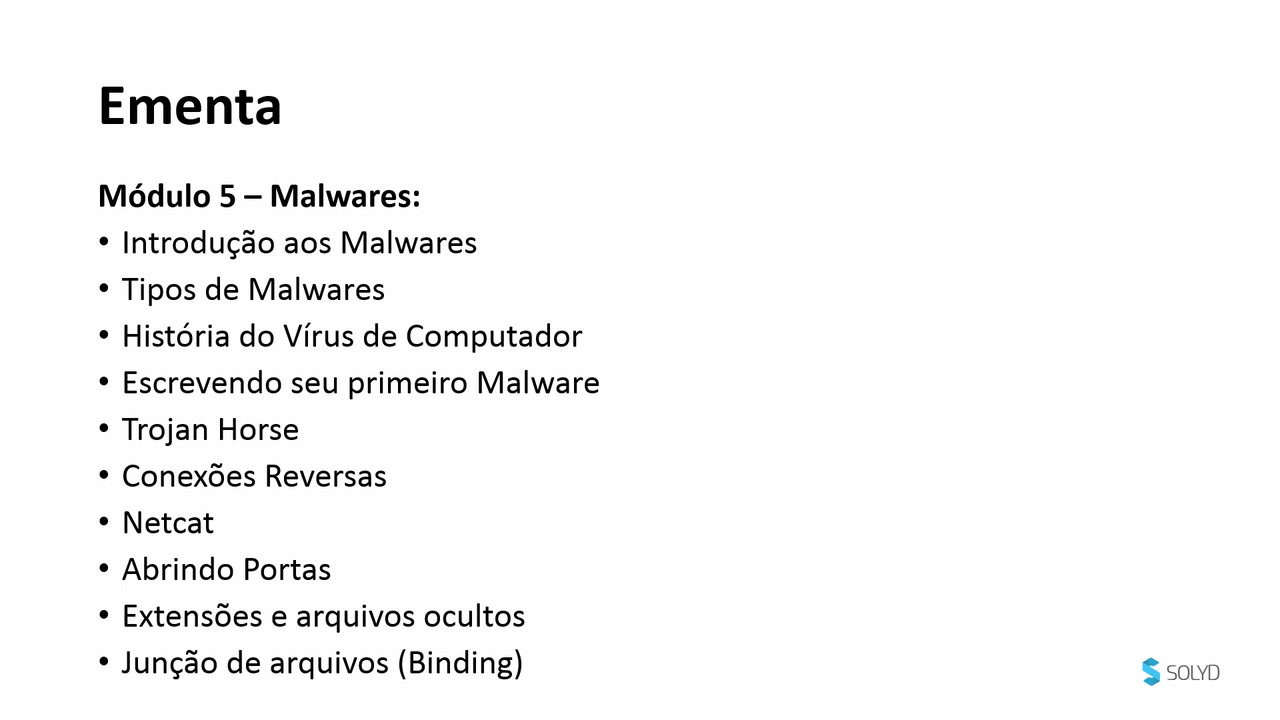 Ementa
Módulo 5 – Malwares:
• Introdução aos Malwares
• Tipos de Malwares
• História do Vírus de Computador
• Escrevendo seu primeiro Malware
• Trojan Horse
• Conexões Reversas
• Netcat
• Abrindo Portas
• Extensões e arquivos ocultos
• Junção de arquivos (Binding)
SOLYD